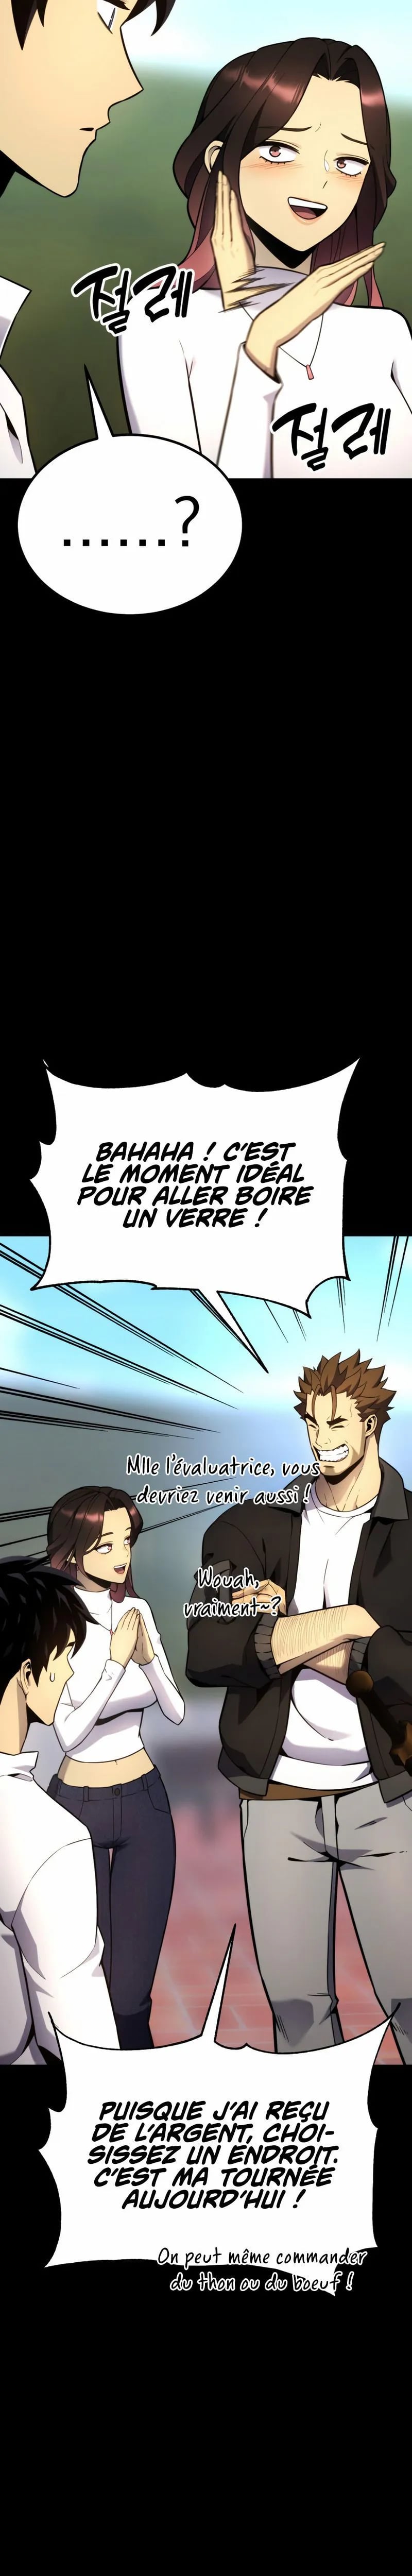 절레
절레
......?
BAHAHA ! C'EST
LE MOMENT IDÉAL
POUR ALLER BOIRE
UN VERRE !
Mlle l'évaluatrice, vous
devriez venir aussi !
Wouah,
vraiment~?
PUISQUE J'AI REÇU
DE L'ARGENT, CHOI-
SISSEZ UN ENDROIT.
C'EST MA TOURNÉE
AUJOURD'HUI !
On peut même commander
du thon ou du boeuf !